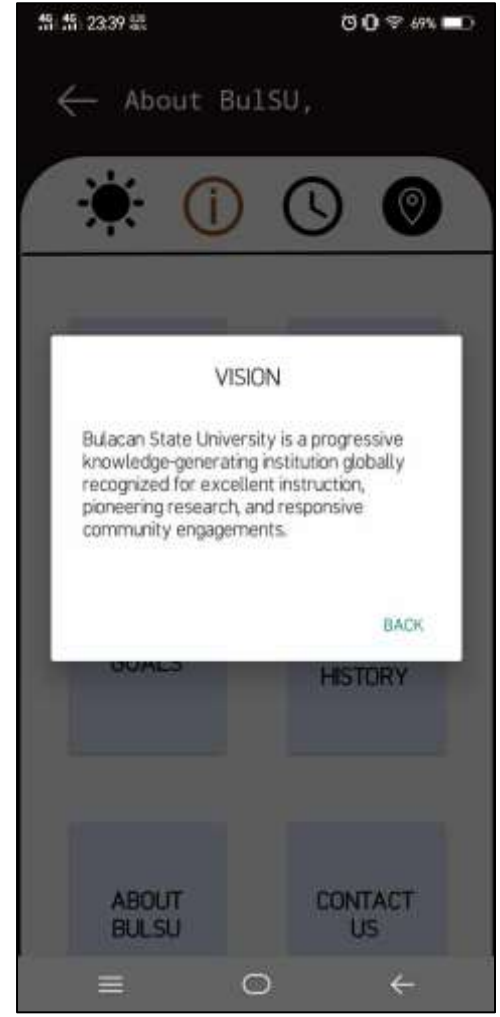 23:39
69%
About BulSU,
VISION
Bulacan State University is a progressive
knowledge-generating institution globally
recognized for excellent instruction,
pioneering research, and responsive
community engagements.
BACK
GOALS
HISTORY
ABOUT
BULSU
CONTACT
US